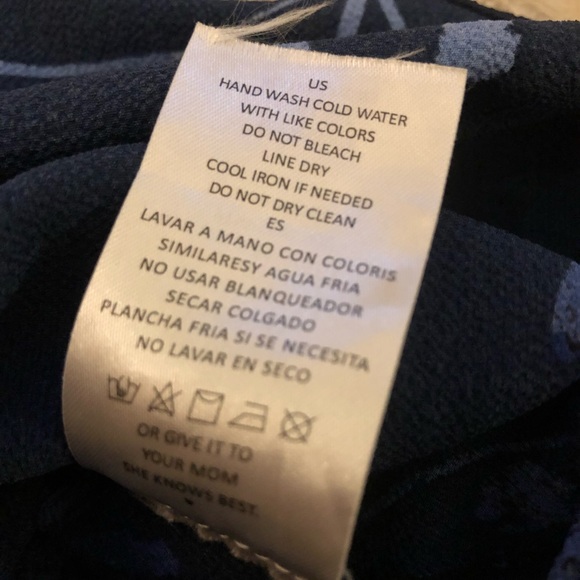 US
HAND WASH COLD WATER
WITH LIKE COLORS
DO NOT BLEACH
LINE DRY
COOL IRON IF NEEDED
DO NOT DRY CLEAN
ES
LAVAR A MANO CON COLORIS
SIMILARESY AGUA FRIA
NO USAR BLANQUEADOR
SECAR COLGADO
PLANCHA FRIA SI SE NECESITA
NO LAVAR EN SECO
OR GIVE IT TO
YOUR MOM
SHE KNOWS BEST.